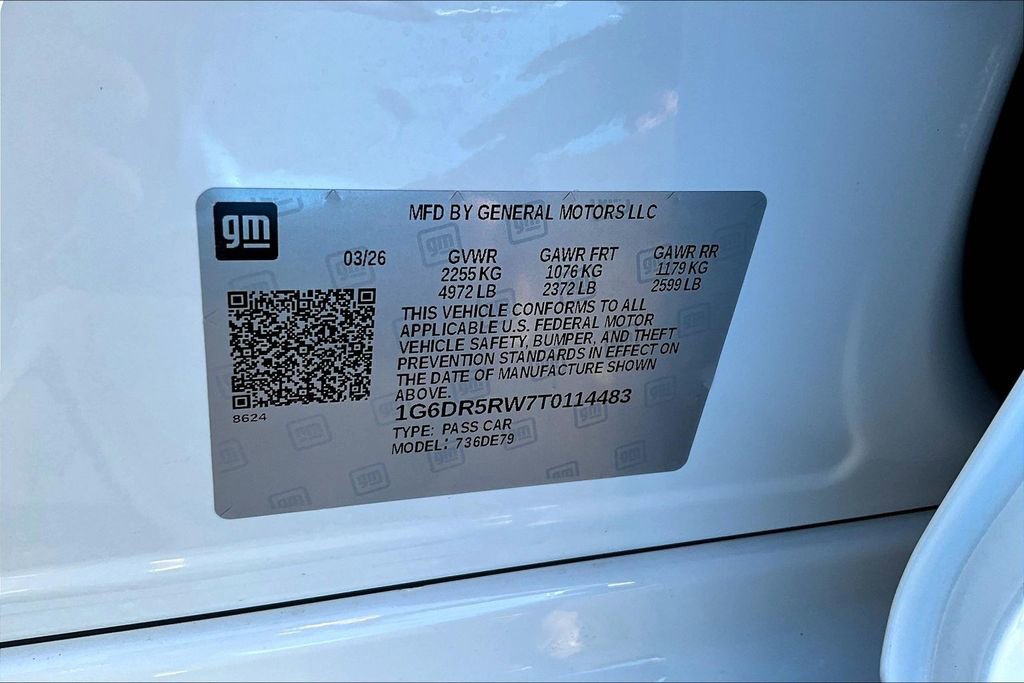 gm
MFD BY GENERAL MOTORS LLC
03/26 GVWR GAWR FRT GAWR RR
2255 KG 1076 KG 1179 KG
4972 LB 2372 LB 2599 LB
THIS VEHICLE CONFORMS TO ALL
APPLICABLE U.S. FEDERAL MOTOR
VEHICLE SAFETY, BUMPER, AND THEFT
PREVENTION STANDARDS IN EFFECT ON
THE DATE OF MANUFACTURE SHOWN
ABOVE.
8624
1G6DR5RW7T0114483
TYPE: PASS CAR
MODEL: 736DE79